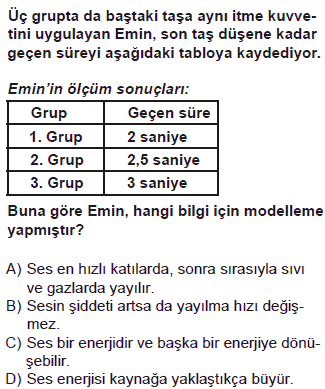 Üç grupta da baştaki taşa aynı itme kuvve-
tini uygulayan Emin, son taş düşene kadar
geçen süreyi aşağıdaki tabloya kaydediyor.
Emin'in ölçüm sonuçları:
Grup Geçen süre
1. Grup 2 saniye
2. Grup 2,5 saniye
3. Grup 3 saniye
Buna göre Emin, hangi bilgi için modelleme
yapmıştır?
A) Ses en hızlı katılarda, sonra sırasıyla sıvı
ve gazlarda yayılır.
B) Sesin şiddeti artsa da yayılma hızı değiş-
mez.
C) Ses bir enerjidir ve başka bir enerjiye dönü-
şebilir.
D) Ses enerjisi kaynağa yaklaştıkça büyür.